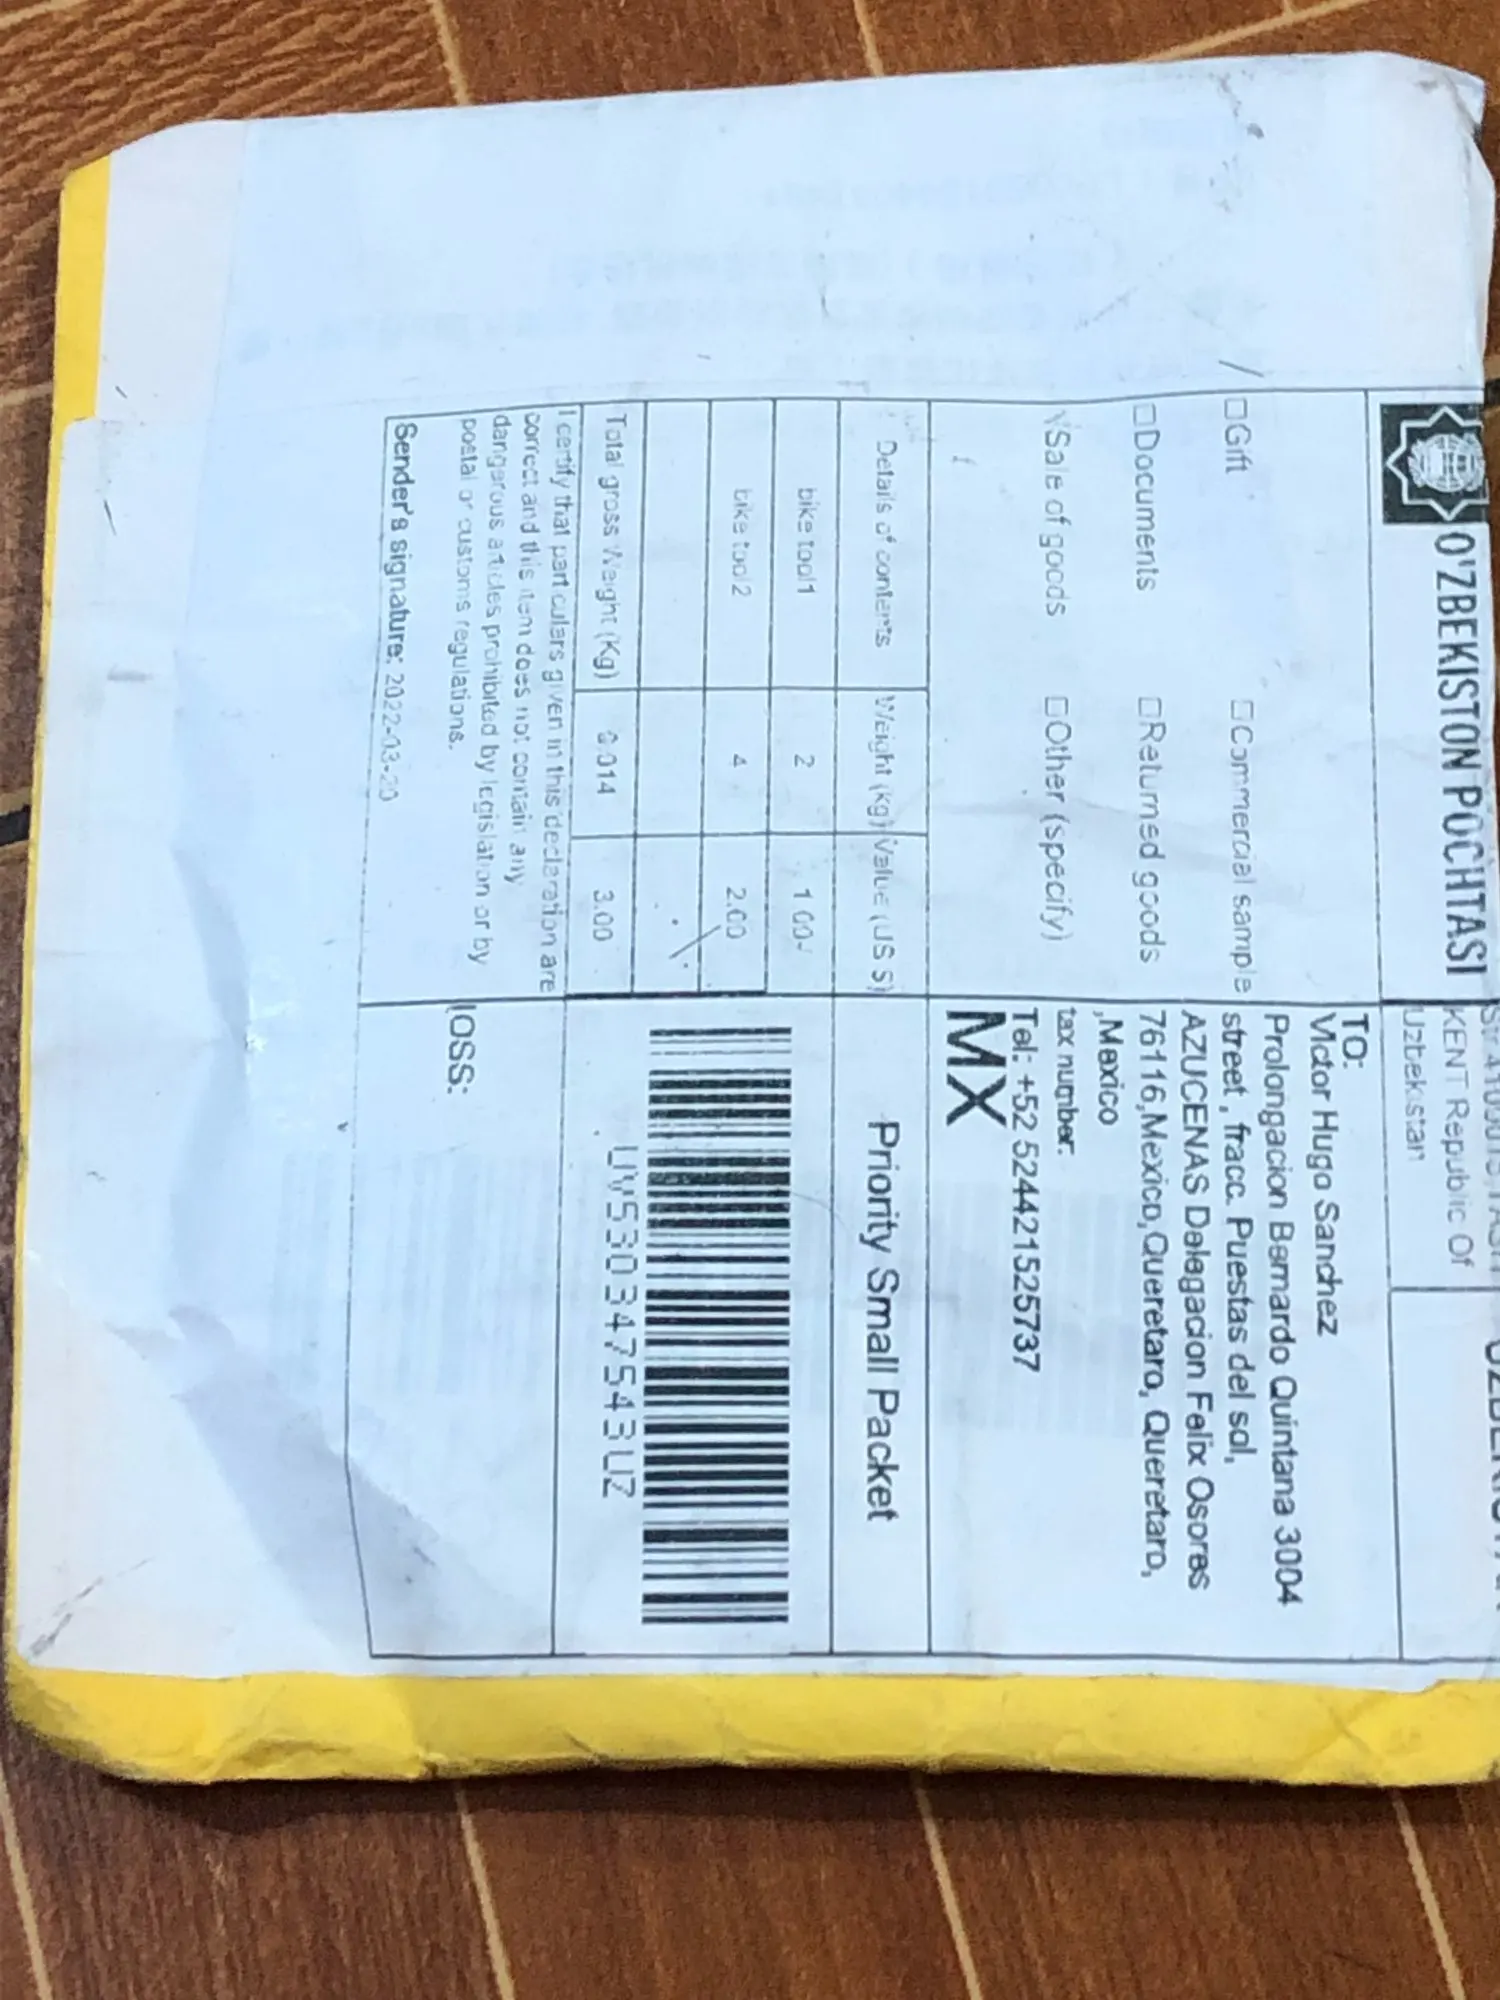 O'ZBEKISTON POCHTASI
KENT Republic Of
Uzbekistan
□Gift □Commercial sample
□Documents □Returned goods
√Sale of goods □Other (specify)
TO:
Victor Hugo Sanchez
Prolongacion Bernardo Quintana 3004
street , fracc. Puestas del sol,
AZUCENAS Delegacion Felix Osores
76116,Mexico,Queretaro, Queretaro,
,Mexico
tax number:
Tel: +52 524421525737
MX
Details of contents Weight (kg) Value (US $)
bike tool1 2 1.00
bike tool2 4 2.00
Total gross Weight (Kg) 0.014 3.00
Priority Small Packet
UV530347543UZ
I certify that particulars given in this declaration are
correct and this item does not contain any
dangerous articles prohibited by legislation or by
postal or customs regulations.
Sender's signature: 2022-03-20
IOSS: